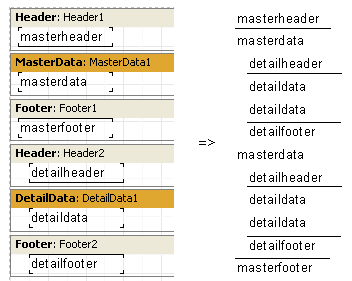 Header: Header1
masterheader
MasterData: MasterData1
masterdata
Footer: Footer1
masterfooter
Header: Header2
detailheader
DetailData: DetailData1
detaildata
Footer: Footer2
detailfooter
=>
masterheader
masterdata
detailheader
detaildata
detaildata
detailfooter
masterdata
detailheader
detaildata
detaildata
detailfooter
masterfooter